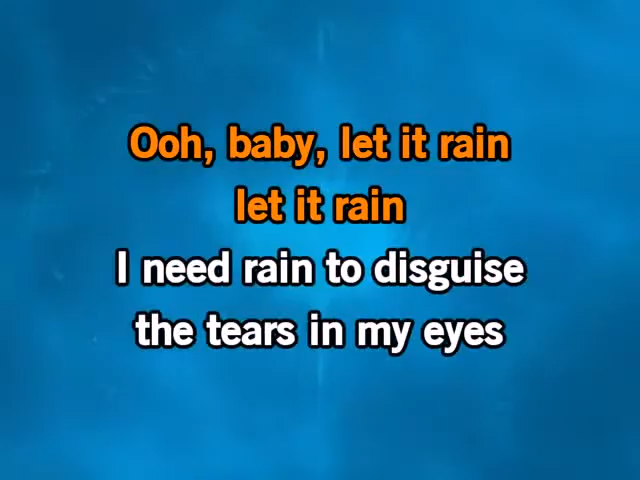 Ooh, baby, let it rain
let it rain
I need rain to disguise
the tears in my eyes